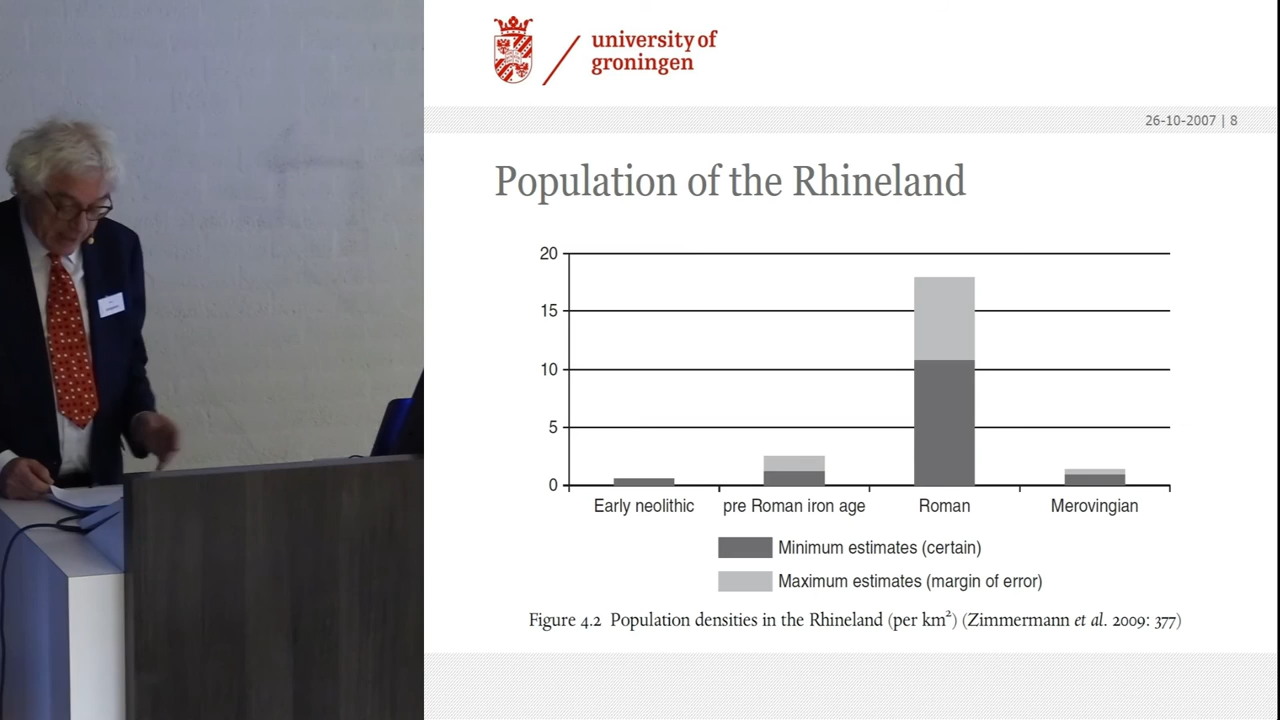 university of
groningen
26-10-2007 | 8
Population of the Rhineland
20
15
10
5
0
Early neolithic pre Roman iron age Roman Merovingian
Minimum estimates (certain)
Maximum estimates (margin of error)
Figure 4.2 Population densities in the Rhineland (per km²) (Zimmermann et al. 2009: 377)